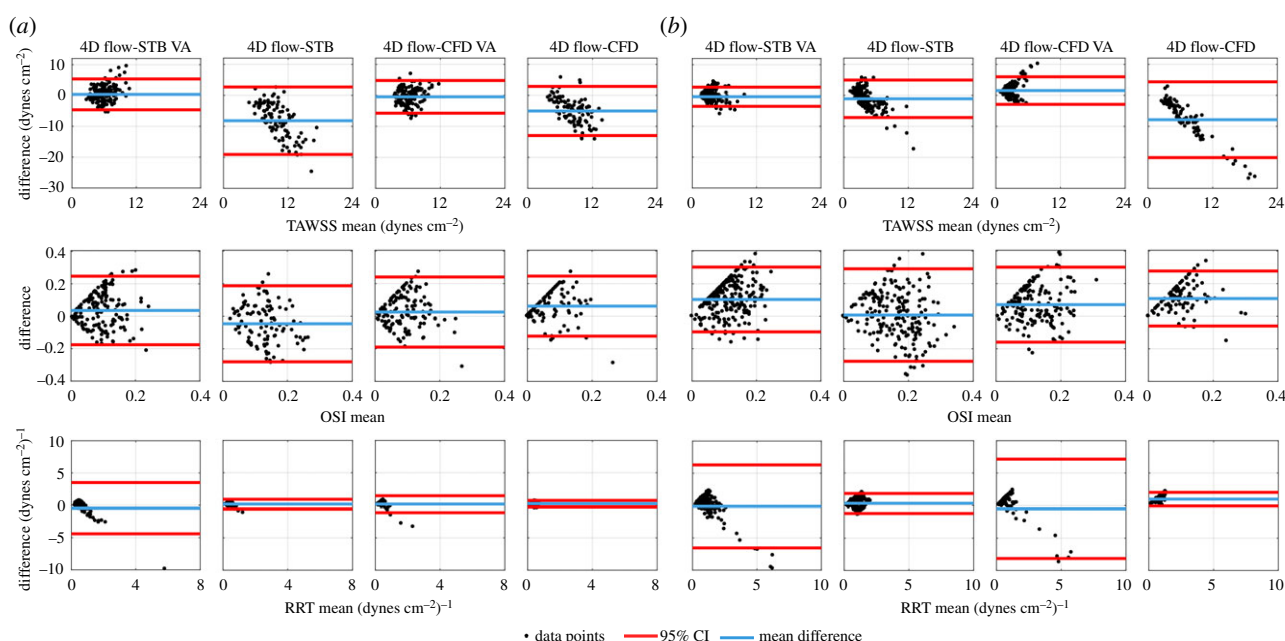 (a) (b)
4D flow-STB VA 4D flow-STB 4D flow-CFD VA 4D flow-CFD 4D flow-STB VA 4D flow-STB 4D flow-CFD VA 4D flow-CFD
difference (dynes cm⁻²)
10
0
−10
−20
−30
0 12 24 0 12 24 0 12 24 0 12 24 0 12 24 0 12 24 0 12 24 0 12 24
TAWSS mean (dynes cm⁻²) TAWSS mean (dynes cm⁻²)
difference
0.4
0.2
0
−0.2
−0.4
0 0.2 0.4 0 0.2 0.4 0 0.2 0.4 0 0.2 0.4 0 0.2 0.4 0 0.2 0.4 0 0.2 0.4 0 0.2 0.4
OSI mean OSI mean
difference (dynes cm⁻²)⁻¹
10
5
0
−5
−10
0 4 8 0 4 8 0 4 8 0 4 8 0 5 10 0 5 10 0 5 10 0 5 10
RRT mean (dynes cm⁻²)⁻¹ RRT mean (dynes cm⁻²)⁻¹
data points 95% CI mean difference